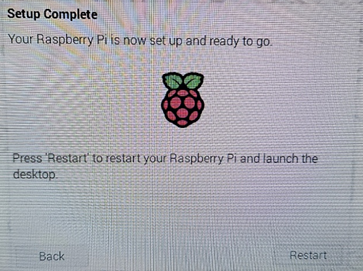 Setup Complete
Your Raspberry Pi is now set up and ready to go.
Press 'Restart' to restart your Raspberry Pi and launch the
desktop.
Back
Restart